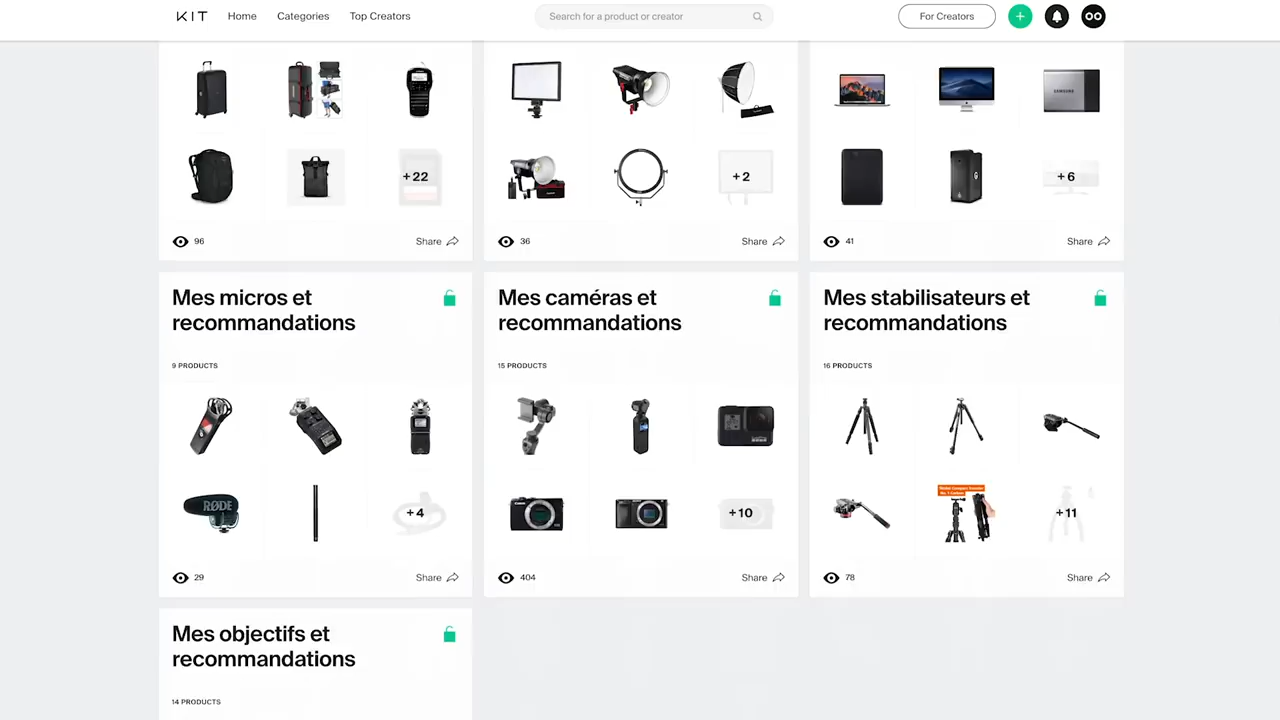 KIT Home Categories Top Creators Search for a product or creator For Creators
SAMSUNG
+22
+2
+6
96 Share
36 Share
41 Share
Mes micros et
recommandations
9 PRODUCTS
RØDE
+4
29 Share
Mes caméras et
recommandations
15 PRODUCTS
+10
404 Share
Mes stabilisateurs et
recommandations
16 PRODUCTS
+11
78 Share
Mes objectifs et
recommandations
14 PRODUCTS